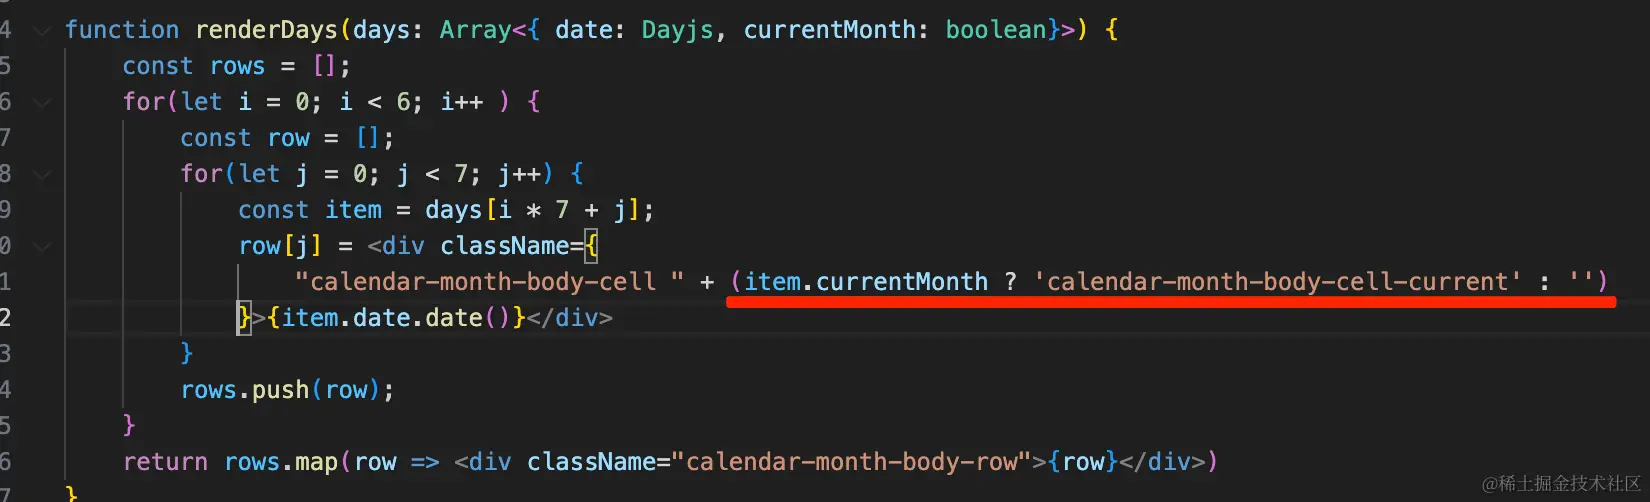 4 function renderDays(days: Array<{ date: Dayjs, currentMonth: boolean}>) {
5 const rows = [];
6 for(let i = 0; i < 6; i++ ) {
7 const row = [];
8 for(let j = 0; j < 7; j++) {
9 const item = days[i * 7 + j];
0 row[j] = <div className={
1 "calendar-month-body-cell " + (item.currentMonth ? 'calendar-month-body-cell-current' : '')
2 }>{item.date.date()}</div>
3 }
4 rows.push(row);
5 }
6 return rows.map(row => <div className="calendar-month-body-row">{row}</div>)
7 }
@稀土掘金技术社区